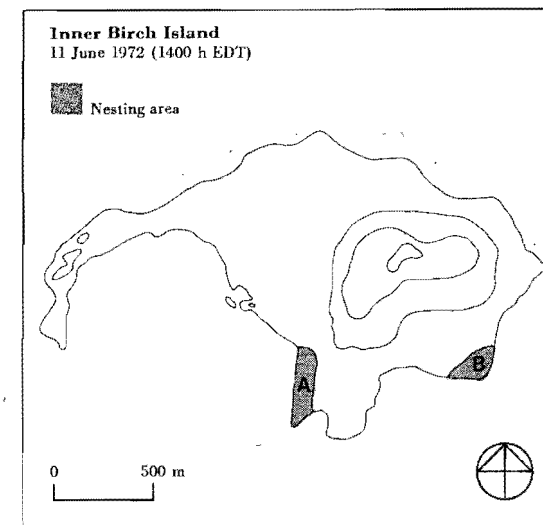 Inner Birch Island
11 June 1972 (1400 h EDT)
Nesting area
A
B
0 500 m